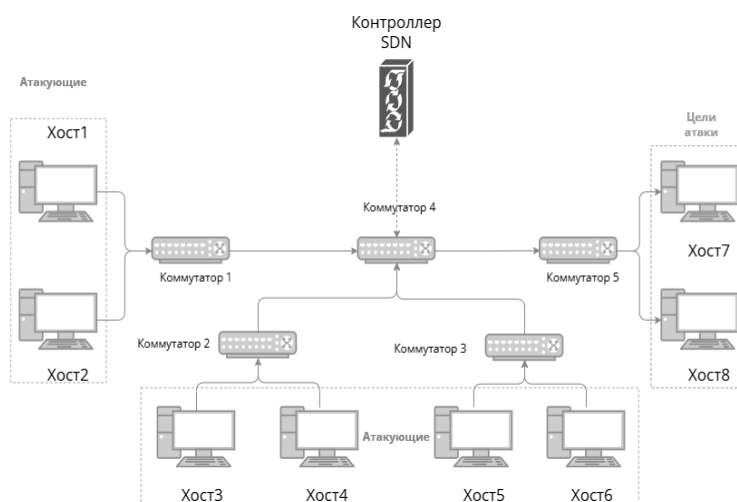 Контроллер
SDN
Атакующие
Хост1
Цели
атаки
Коммутатор 4
Хост7
Коммутатор 1
Коммутатор 5
Коммутатор 2
Коммутатор 3
Хост2
Хост8
Атакующие
Хост3
Хост4
Хост5
Хост6